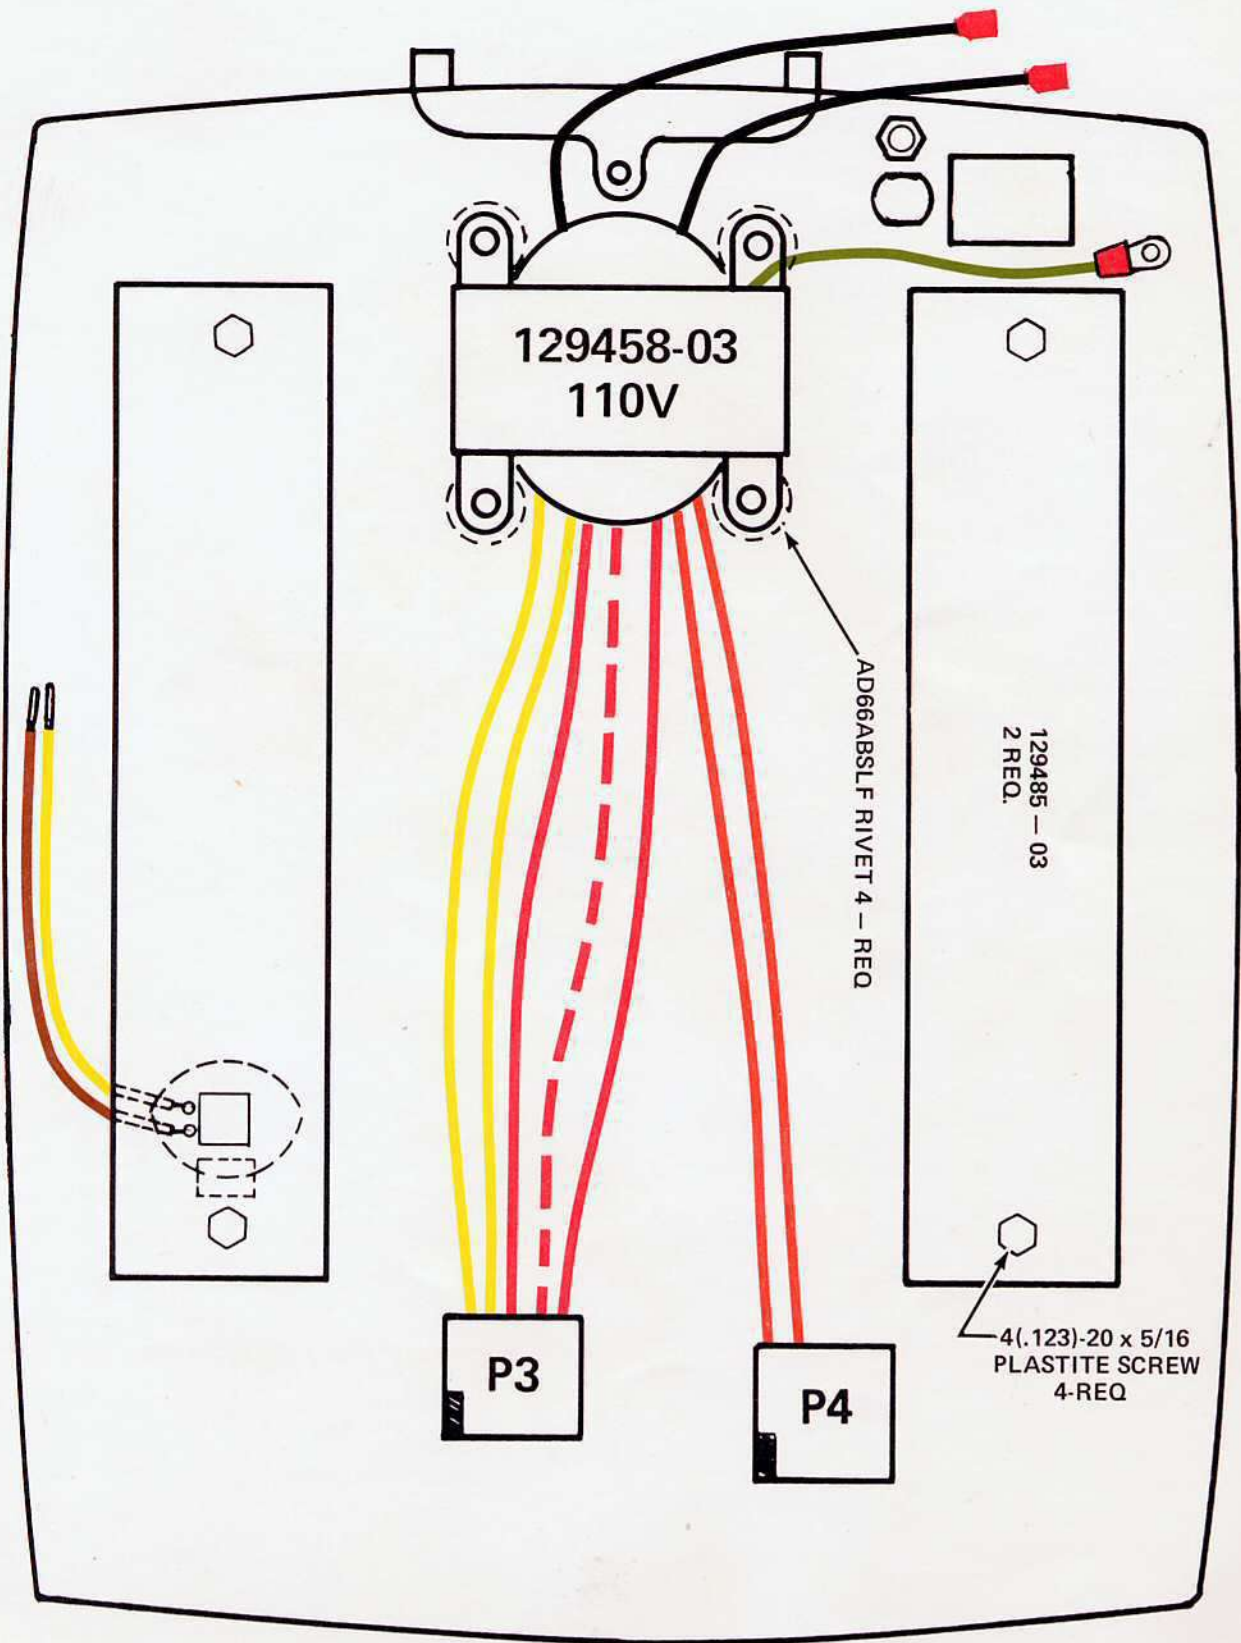 129458-03
110V
AD66ABSLF RIVET 4 – REQ
129485 – 03
2 REQ.
4(.123)-20 x 5/16
PLASTITE SCREW
4-REQ
P3
P4